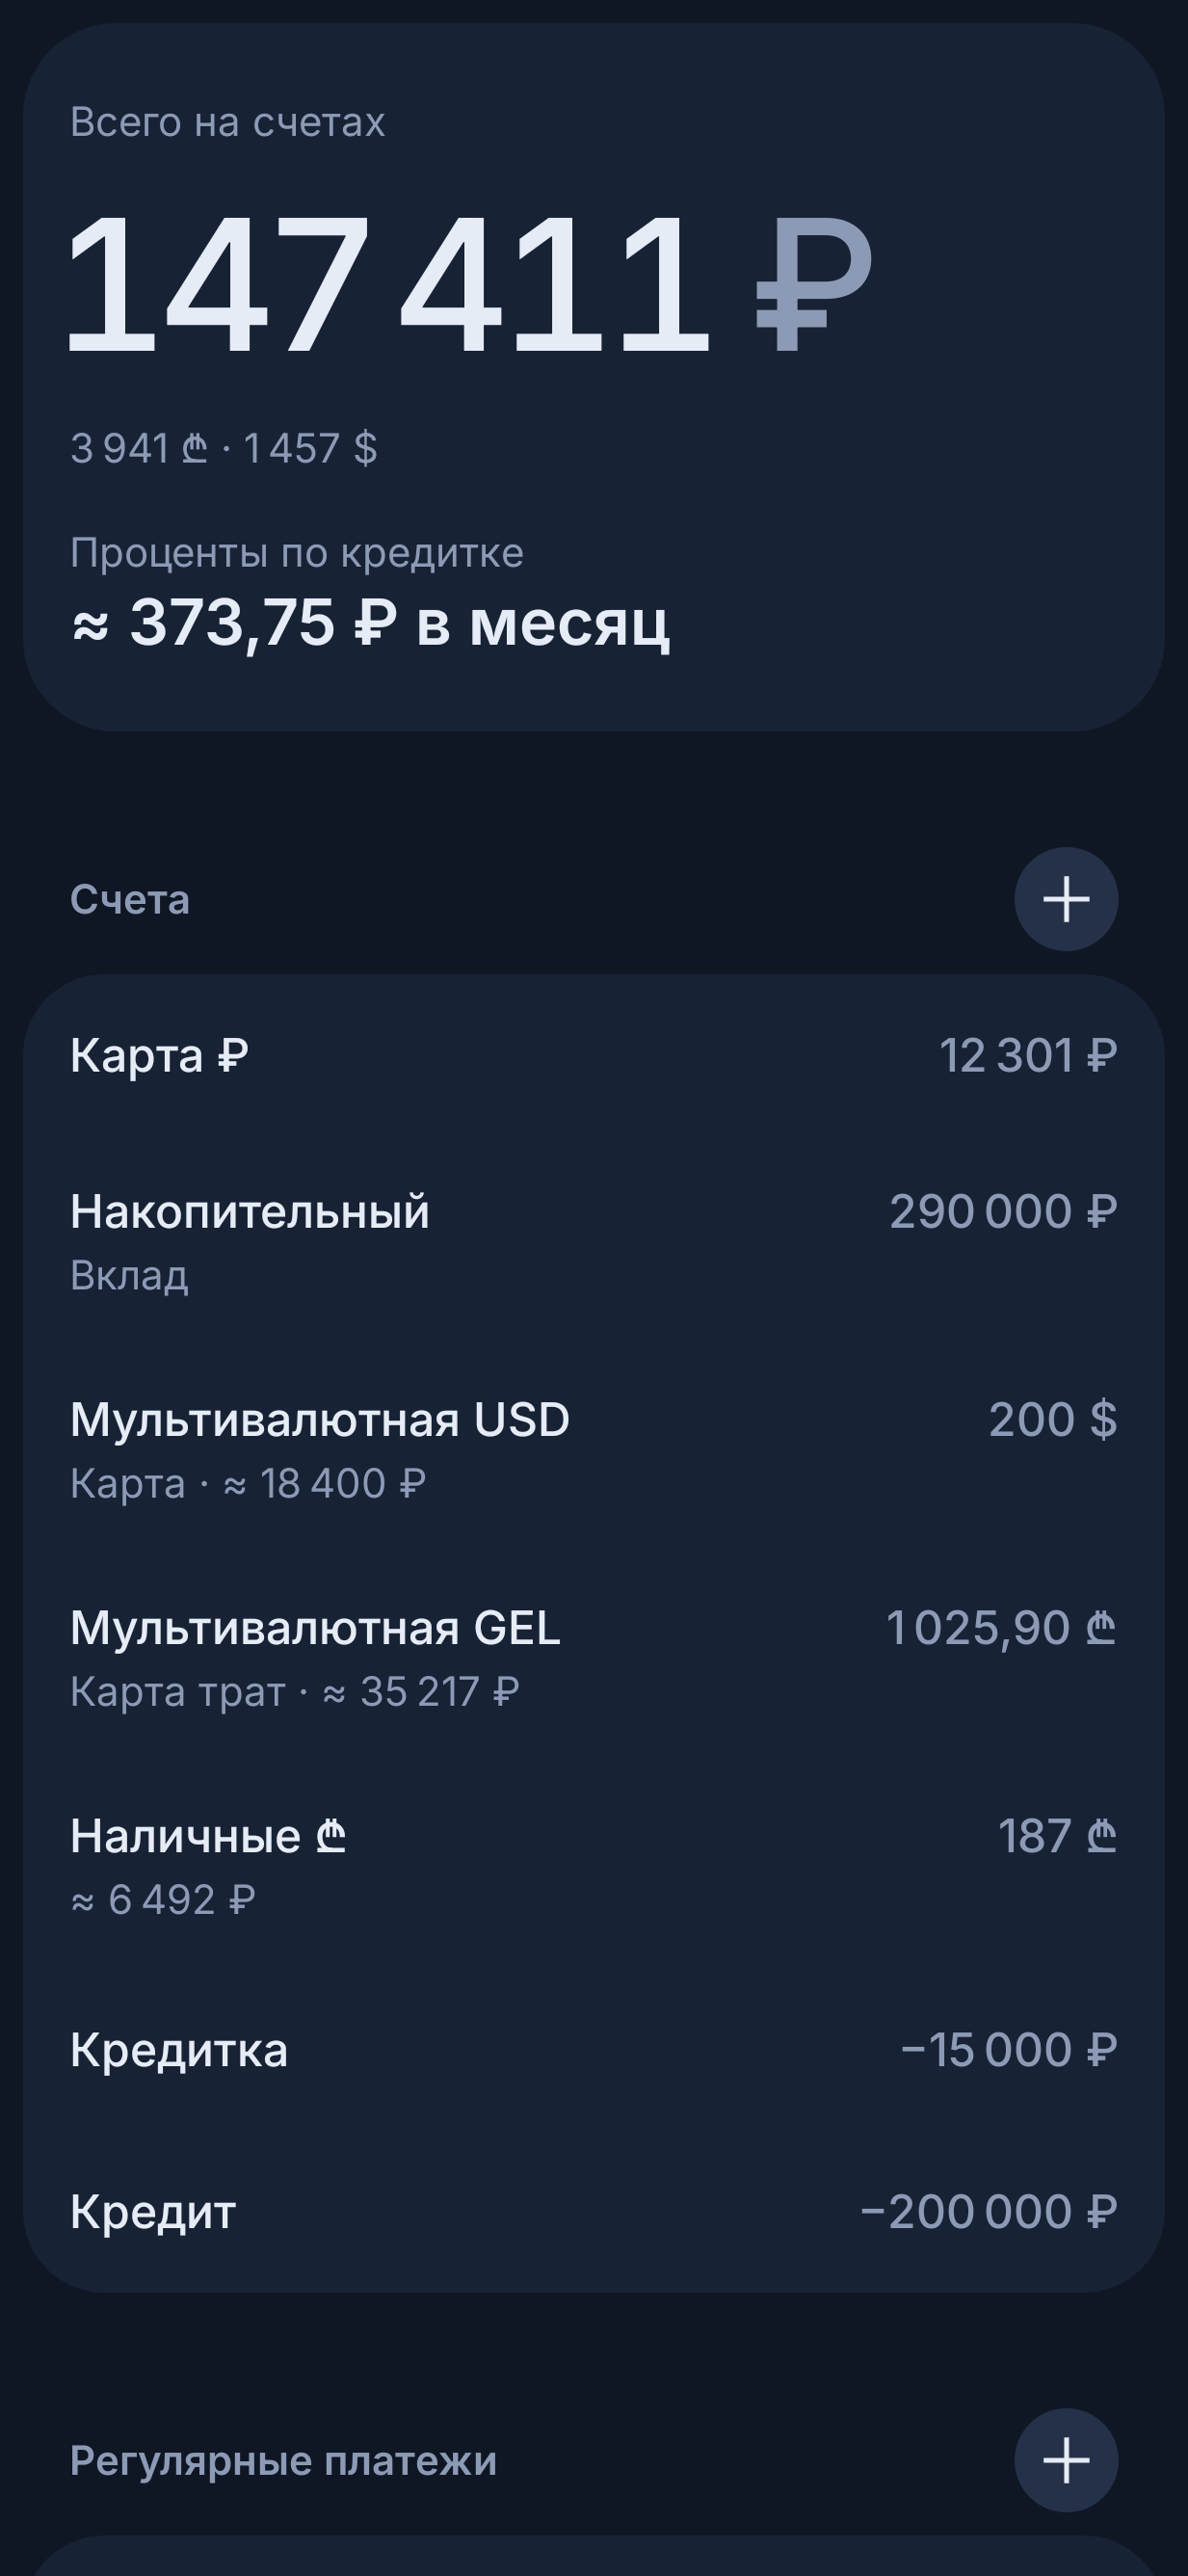 Всего на счетах
147 411 ₽
3 941 ₾ · 1 457 $
Проценты по кредитке
≈ 373,75 ₽ в месяц
Счета
Карта ₽ 12 301 ₽
Накопительный 290 000 ₽
Вклад
Мультивалютная USD 200 $
Карта · ≈ 18 400 ₽
Мультивалютная GEL 1 025,90 ₾
Карта трат · ≈ 35 217 ₽
Наличные ₾ 187 ₾
≈ 6 492 ₽
Кредитка −15 000 ₽
Кредит −200 000 ₽
Регулярные платежи